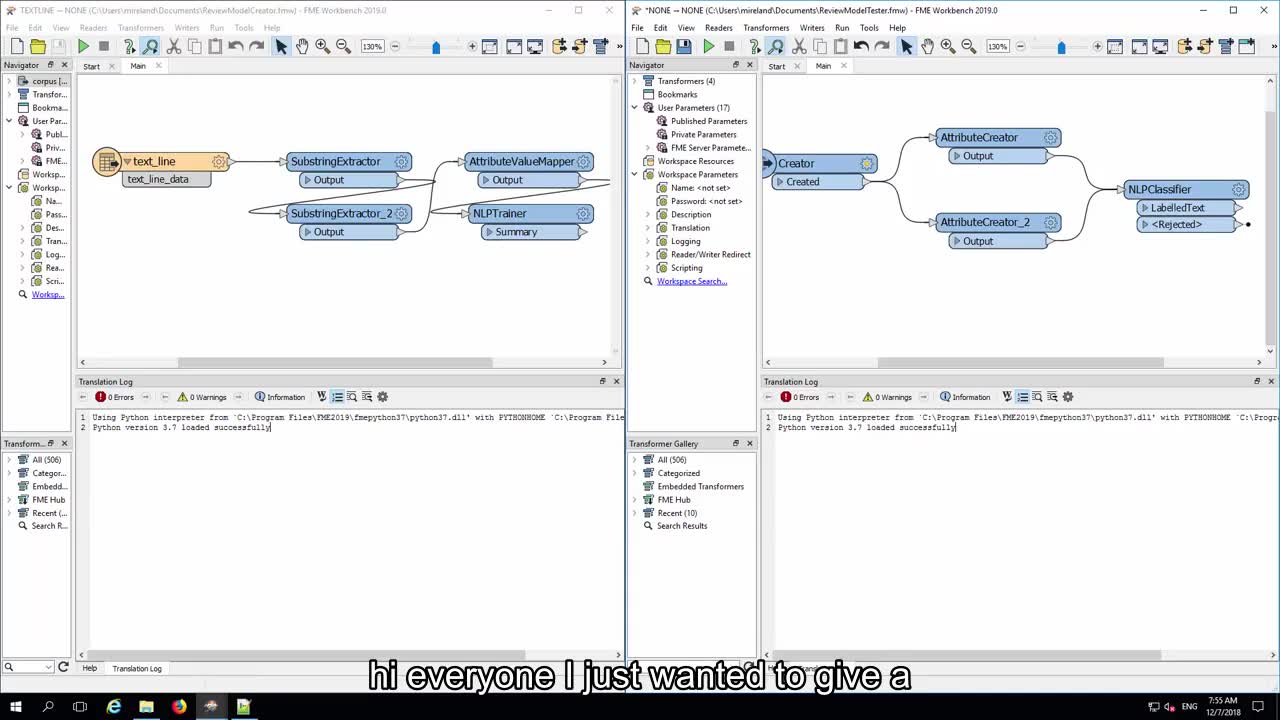 TEXTLINE -- NONE (C:\Users\mireland\Documents\ReviewModelCreator.fmw) - FME Workbench 2019.0
File Edit View Readers Transformers Writers Run Tools Help
130%
Navigator
Start
Main
corpus [...
Transfor...
Bookma...
User Par...
Publ...
Priv...
FME...
Worksp...
Worksp...
Na...
Pass...
Des...
Tran...
Log...
Rea...
Scri...
Worksp...
text_line
text_line_data
SubstringExtractor
Output
SubstringExtractor_2
Output
AttributeValueMapper
Output
NLPTrainer
Summary
Translation Log
0 Errors
0 Warnings
Information
1 Using Python interpreter from `C:\Program Files\FME2019\fmepython37\python37.dll' with PYTHONHOME `C:\Program File
2 Python version 3.7 loaded successfully
Transform...
All (506)
Categor...
Embedd...
FME Hub
Recent (...
Search R...
Help
Translation Log
*NONE -- NONE (C:\Users\mireland\Documents\ReviewModelTester.fmw) - FME Workbench 2019.0
File Edit View Readers Transformers Writers Run Tools Help
130%
Navigator
Start
Main
Transformers (4)
Bookmarks
User Parameters (17)
Published Parameters
Private Parameters
FME Server Paramete...
Workspace Resources
Workspace Parameters
Name: <not set>
Password: <not set>
Description
Translation
Logging
Reader/Writer Redirect
Scripting
Workspace Search...
Creator
Created
AttributeCreator
Output
AttributeCreator_2
Output
NLPClassifier
LabelledText
<Rejected>
Translation Log
0 Errors
0 Warnings
Information
1 Using Python interpreter from `C:\Program Files\FME2019\fmepython37\python37.dll' with PYTHONHOME `C:\Progr
2 Python version 3.7 loaded successfully
Transformer Gallery
All (506)
Categorized
Embedded Transformers
FME Hub
Recent (10)
Search Results
hi everyone I just wanted to give a
ENG
7:55 AM
12/7/2018